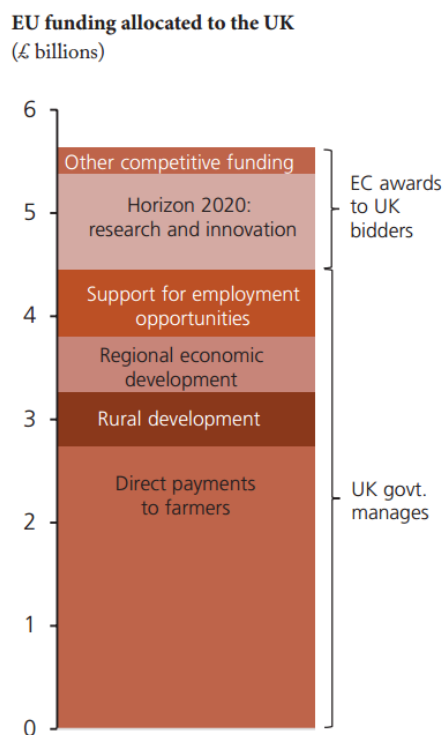 EU funding allocated to the UK
(£ billions)
6
Other competitive funding
EC awards
to UK
bidders
5
Horizon 2020:
research and innovation
Support for employment
opportunities
4
Regional economic
development
3
Rural development
Direct payments
to farmers
UK govt.
manages
2
1
0